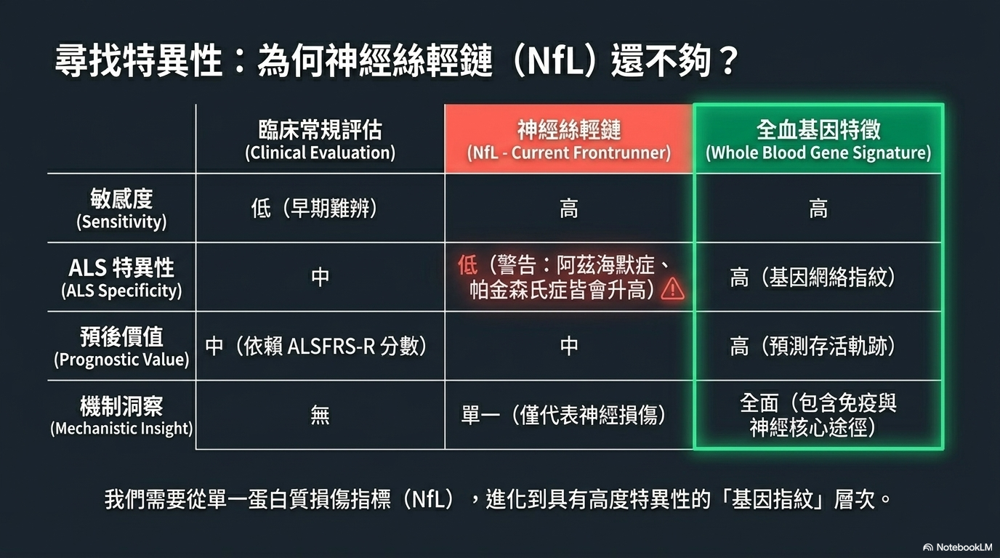 尋找特異性：為何神經絲輕鏈（NfL）還不夠？
臨床常規評估
(Clinical Evaluation)
神經絲輕鏈
(NfL - Current Frontrunner)
全血基因特徵
(Whole Blood Gene Signature)
敏感度
(Sensitivity)
低（早期難辨）
高
高
ALS 特異性
(ALS Specificity)
中
低（警告：阿茲海默症、
帕金森氏症皆會升高）
高（基因網絡指紋）
預後價值
(Prognostic Value)
中（依賴 ALSFRS-R 分數）
中
高（預測存活軌跡）
機制洞察
(Mechanistic Insight)
無
單一（僅代表神經損傷）
全面（包含免疫與
神經核心途徑）
我們需要從單一蛋白質損傷指標（NfL），進化到具有高度特異性的「基因指紋」層次。
NotebookLM